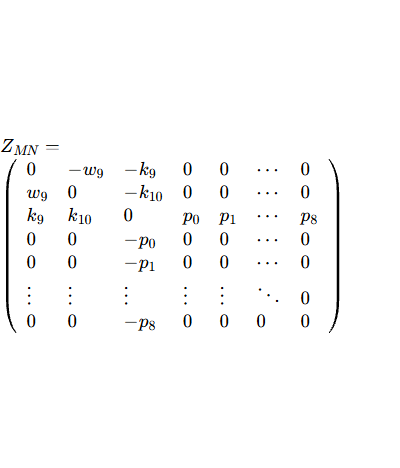 Z_{MN} =
0 −w_9 −k_9 0 0 ⋯ 0
w_9 0 −k_{10} 0 0 ⋯ 0
k_9 k_{10} 0 p_0 p_1 ⋯ p_8
0 0 −p_0 0 0 ⋯ 0
0 0 −p_1 0 0 ⋯ 0
⋮ ⋮ ⋮ ⋮ ⋮ ⋱ 0
0 0 −p_8 0 0 0 0